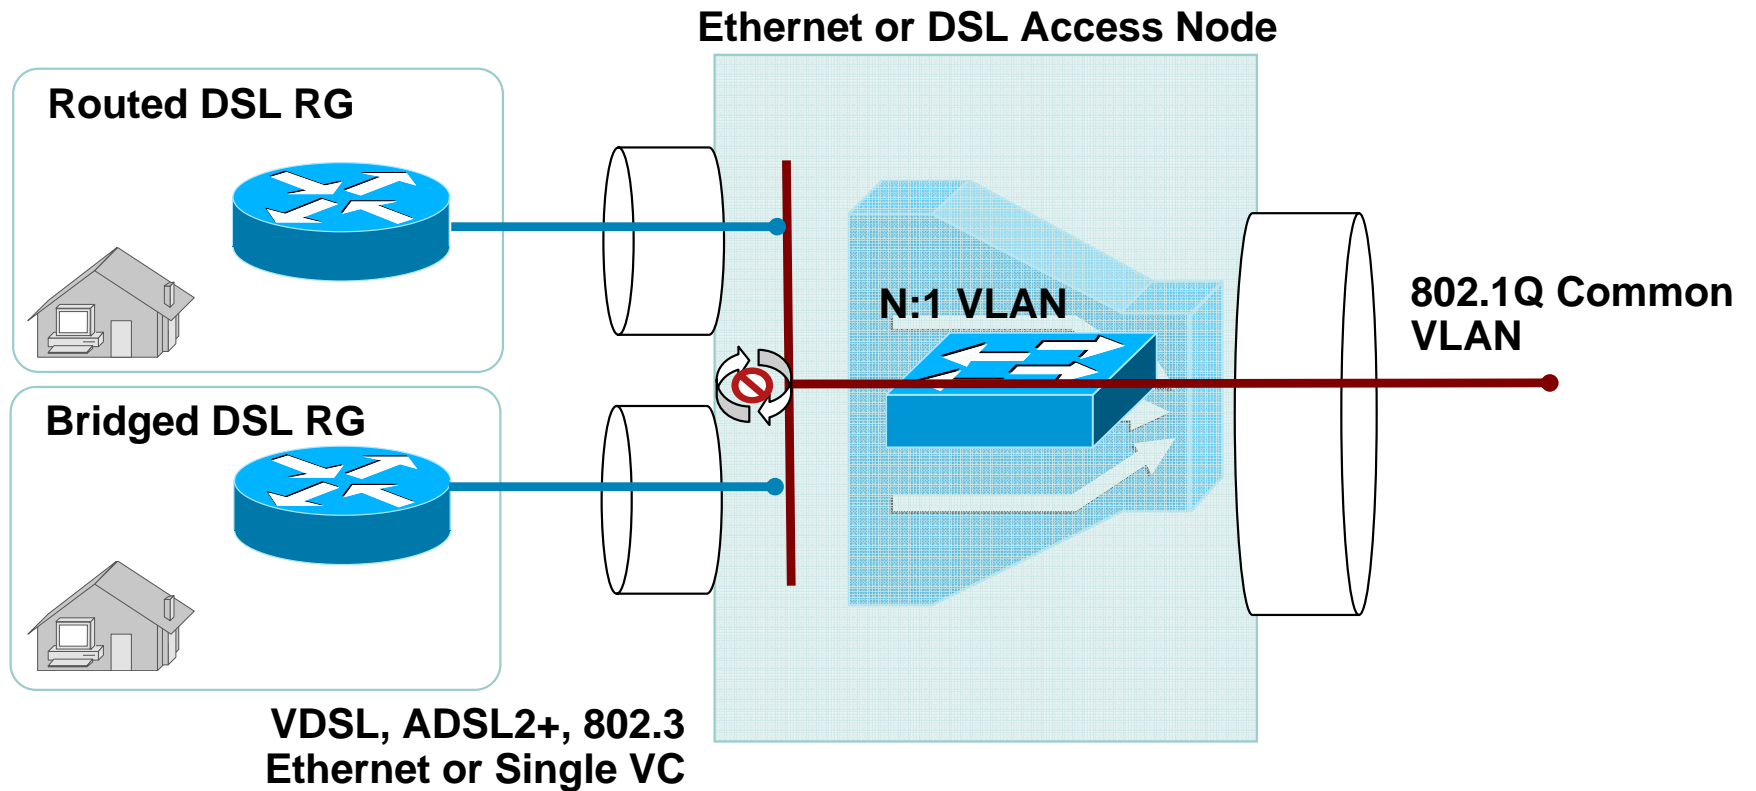 Ethernet or DSL Access Node
Routed DSL RG
N:1 VLAN
802.1Q Common
VLAN
Bridged DSL RG
VDSL, ADSL2+, 802.3
Ethernet or Single VC